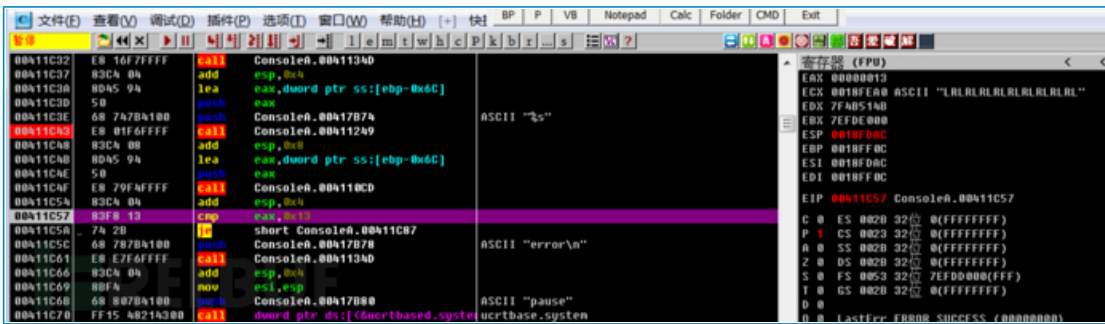 文件(F) 查看(V) 调试(D) 插件(P) 选项(T) 窗口(W) 帮助(H) [+] 快 BP P VB Notepad Calc Folder CMD Exit
暂停 l e m t w h c P k b r ... s ?
00411C32 E8 16F7FFFF call ConsoleA.0041134D
00411C37 83C4 04 add esp,0x4
00411C3A 8D45 94 lea eax,dword ptr ss:[ebp-0x6C]
00411C3D 50 push eax
00411C3E 68 747B4100 push ConsoleA.00417B74 ASCII "%s"
00411C43 E8 01F6FFFF call ConsoleA.00411249
00411C48 83C4 08 add esp,0x8
00411C4B 8D45 94 lea eax,dword ptr ss:[ebp-0x6C]
00411C4E 50 push eax
00411C4F E8 79F4FFFF call ConsoleA.004110CD
00411C54 83C4 04 add esp,0x4
00411C57 83F8 13 cmp eax,0x13
00411C5A 74 2B je short ConsoleA.00411C87
00411C5C 68 787B4100 push ConsoleA.00417B78 ASCII "error\n"
00411C61 E8 E7F6FFFF call ConsoleA.0041134D
00411C66 83C4 04 add esp,0x4
00411C69 8BF4 mov esi,esp
00411C6B 68 807B4100 push ConsoleA.00417B80 ASCII "pause"
00411C70 FF15 48214300 call dword ptr ds:[<&ucrtbased.syste ucrtbase.system
寄存器 (FPU) < <
EAX 00000013
ECX 0018FEA0 ASCII "LRLRLRLRLRLRLRLRLRL"
EDX 7F4B514B
EBX 7EFDE000
ESP 0018FDAC
EBP 0018FF0C
ESI 0018FDAC
EDI 0018FF0C
EIP 00411C57 ConsoleA.00411C57
C 0 ES 002B 32位 0(FFFFFFFF)
P 1 CS 0023 32位 0(FFFFFFFF)
A 0 SS 002B 32位 0(FFFFFFFF)
Z 0 DS 002B 32位 0(FFFFFFFF)
S 0 FS 0053 32位 7EFDD000(FFF)
T 0 GS 002B 32位 0(FFFFFFFF)
D 0
O 0 LastErr ERROR_SUCCESS (00000000)